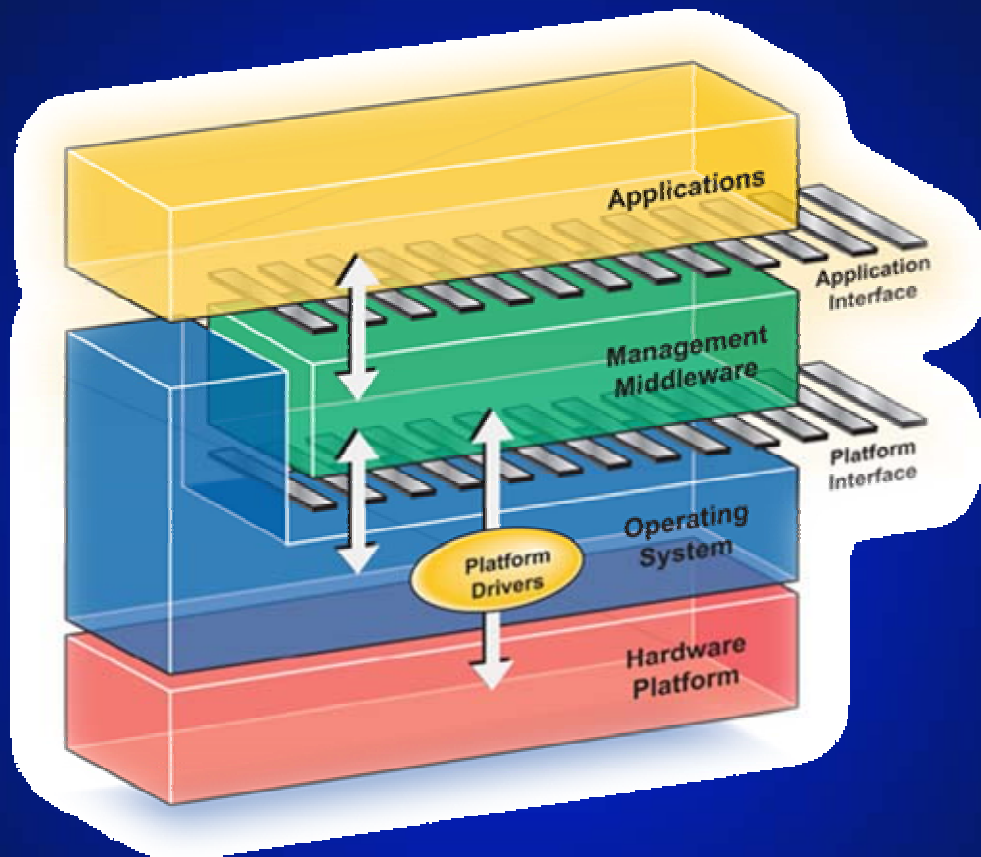 Applications
Application
Interface
Management
Middleware
Platform
Interface
Operating
System
Platform
Drivers
Hardware
Platform